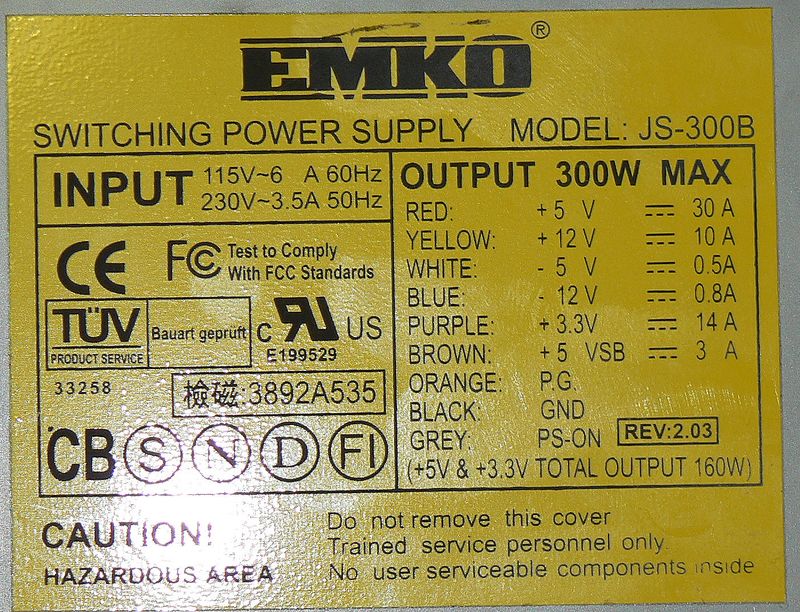 EMKO®
SWITCHING POWER SUPPLY MODEL: JS-300B
INPUT 115V~6 A 60Hz
230V~3.5A 50Hz
CE FC Test to Comply
With FCC Standards
TÜV Bauart geprüft
PRODUCT SERVICE
c RU US
E199529
33258
檢磁:3892A535
CB S N D FI
OUTPUT 300W MAX
RED: +5 V ⎓ 30 A
YELLOW: +12V ⎓ 10 A
WHITE: -5 V ⎓ 0.5A
BLUE: -12V ⎓ 0.8A
PURPLE: +3.3V ⎓ 14 A
BROWN: +5 VSB ⎓ 3 A
ORANGE: P.G.
BLACK: GND
GREY: PS-ON REV:2.03
(+5V & +3.3V TOTAL OUTPUT 160W)
CAUTION!
HAZARDOUS AREA
Do not remove this cover
Trained service personnel only.
No user serviceable components inside